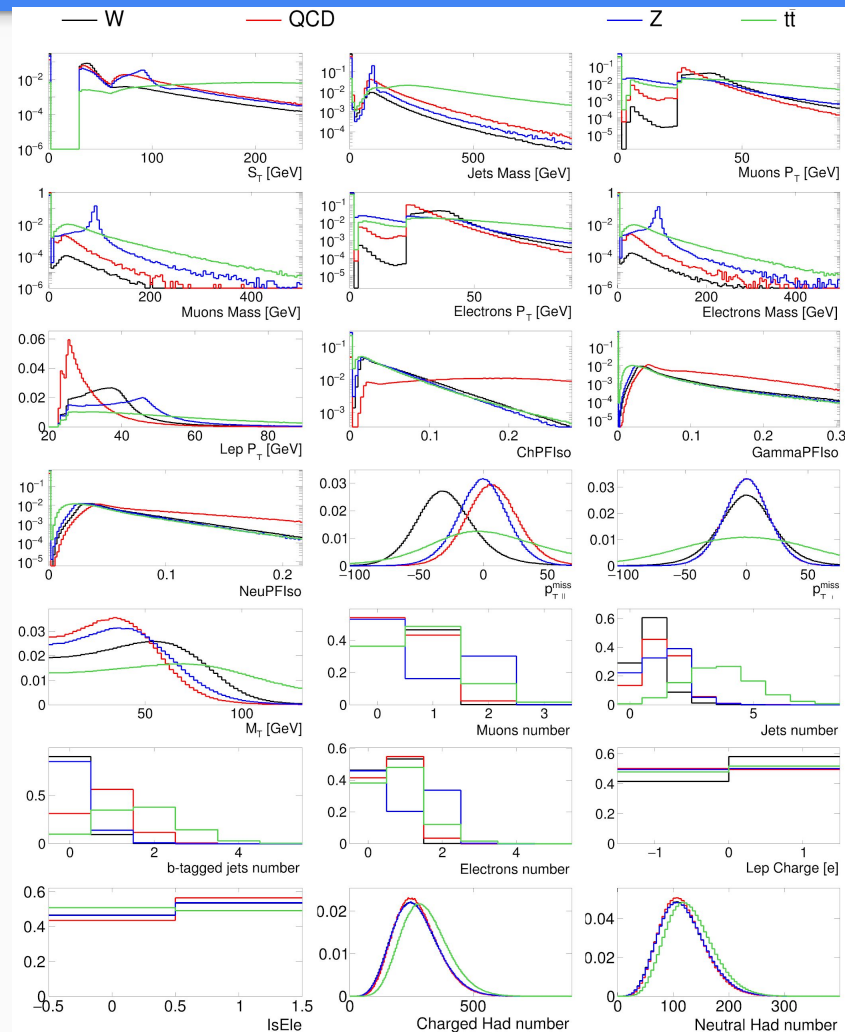 W QCD Z tt̄
10⁻² 10⁻⁴ 10⁻⁶
100 200
S_T [GeV]
10⁻¹ 10⁻² 10⁻³ 10⁻⁴
0 500
Jets Mass [GeV]
10⁻¹ 10⁻² 10⁻³ 10⁻⁴ 10⁻⁵
0 50
Muons P_T [GeV]
1 10⁻² 10⁻⁴ 10⁻⁶
0 200 400
Muons Mass [GeV]
10⁻¹ 10⁻² 10⁻³ 10⁻⁴ 10⁻⁵
0 50
Electrons P_T [GeV]
1 10⁻² 10⁻⁴ 10⁻⁶
0 200 400
Electrons Mass [GeV]
0.06 0.04 0.02 0
20 40 60 80
Lep P_T [GeV]
10⁻¹ 10⁻² 10⁻³
0 0.1 0.2
ChPFIso
10⁻¹ 10⁻² 10⁻³ 10⁻⁴ 10⁻⁵
0 0.1 0.2 0.3
GammaPFIso
10⁻¹ 10⁻² 10⁻³ 10⁻⁴ 10⁻⁵
0 0.1 0.2
NeuPFIso
0.03 0.02 0.01 0
−100 −50 0 50
p_T ||^miss
0.03 0.02 0.01 0
−100 −50 0 50
p_T ⊥^miss
0.03 0.02 0.01 0
50 100
M_T [GeV]
0.4 0.2 0
0 1 2 3
Muons number
0.6 0.4 0.2 0
0 5
Jets number
0.5 0
0 2 4
b-tagged jets number
0.6 0.4 0.2 0
0 2 4
Electrons number
0.6 0.4 0.2 0
−1 0 1
Lep Charge [e]
0.6 0.4 0.2 0
−0.5 0 0.5 1 1.5
IsEle
0.02 0.01 0
0 500
Charged Had number
0.04 0.02 0
0 100 200 300
Neutral Had number